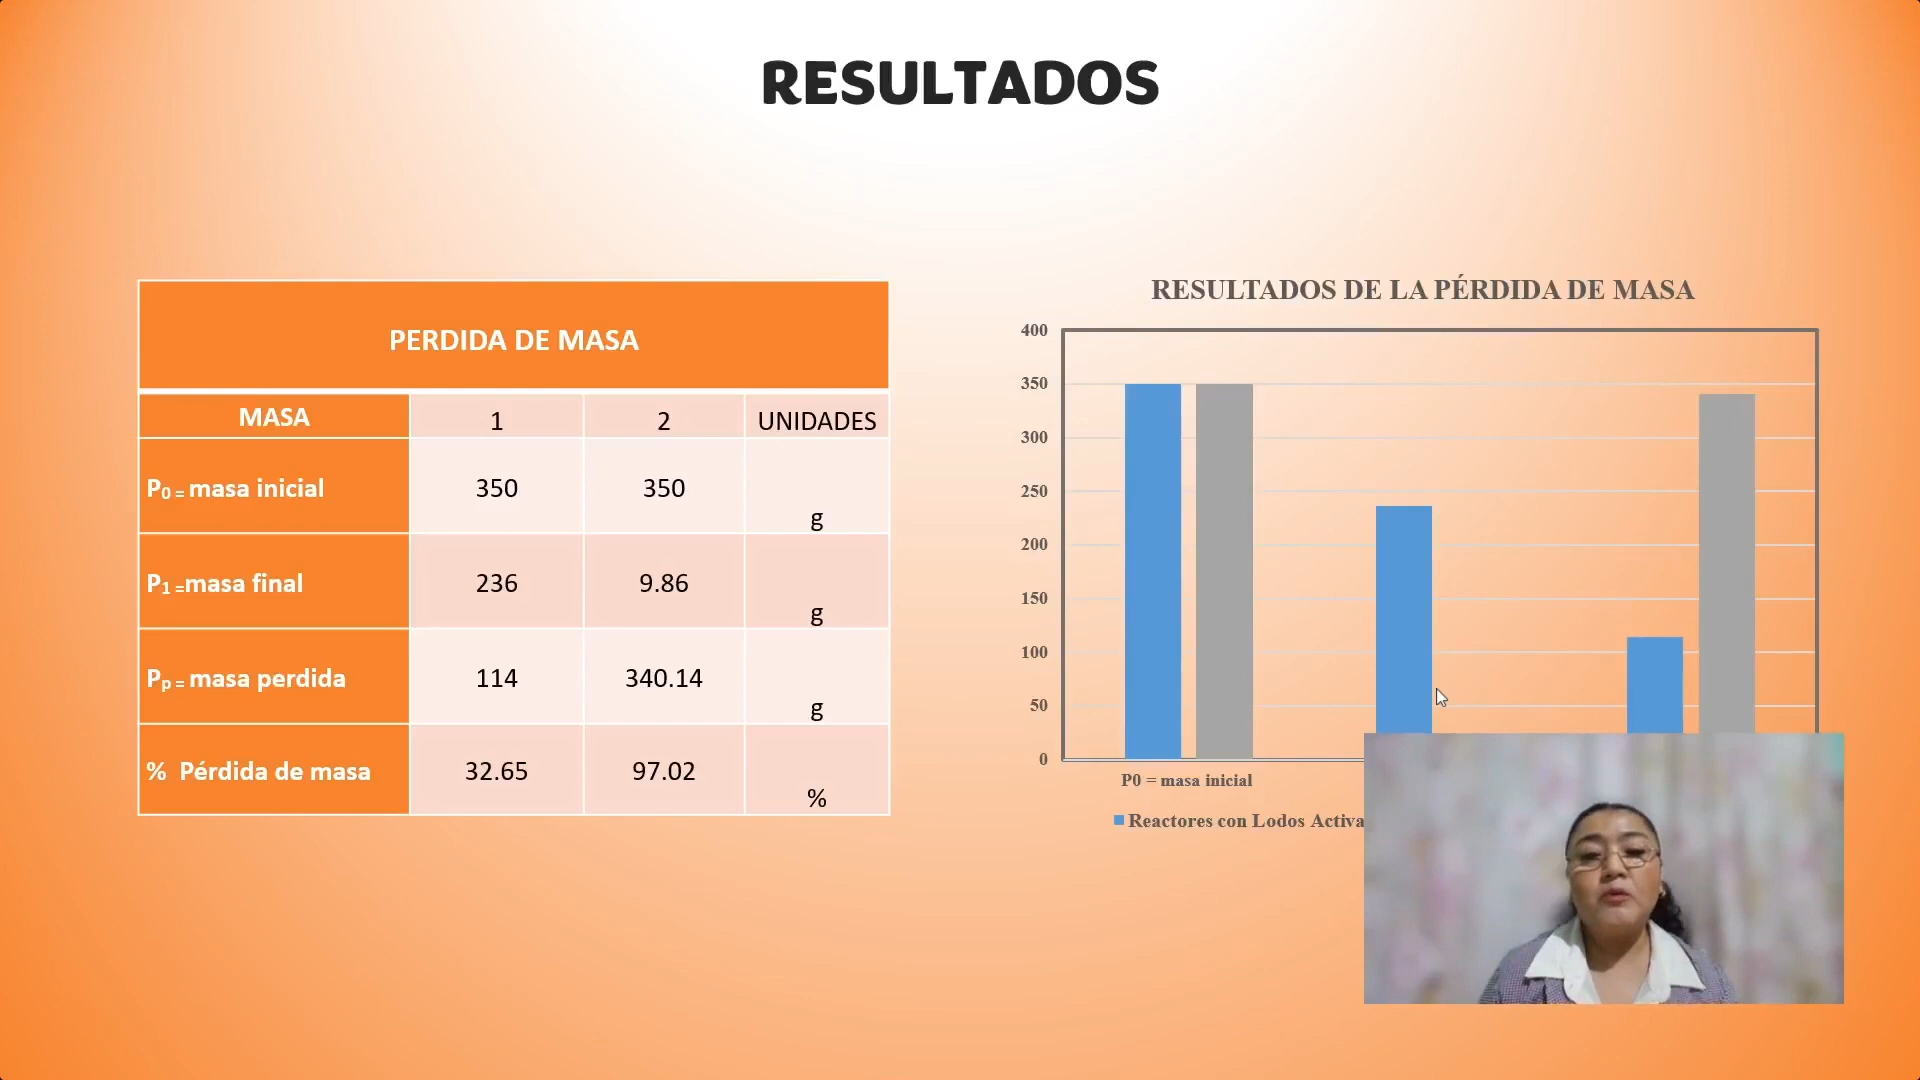 RESULTADOS
PERDIDA DE MASA
MASA 1 2 UNIDADES
P0 = masa inicial 350 350 g
P1 =masa final 236 9.86 g
Pp = masa perdida 114 340.14 g
% Pérdida de masa 32.65 97.02 %
RESULTADOS DE LA PÉRDIDA DE MASA
400
350
300
250
200
150
100
50
0
P0 = masa inicial
Reactores con Lodos Activa